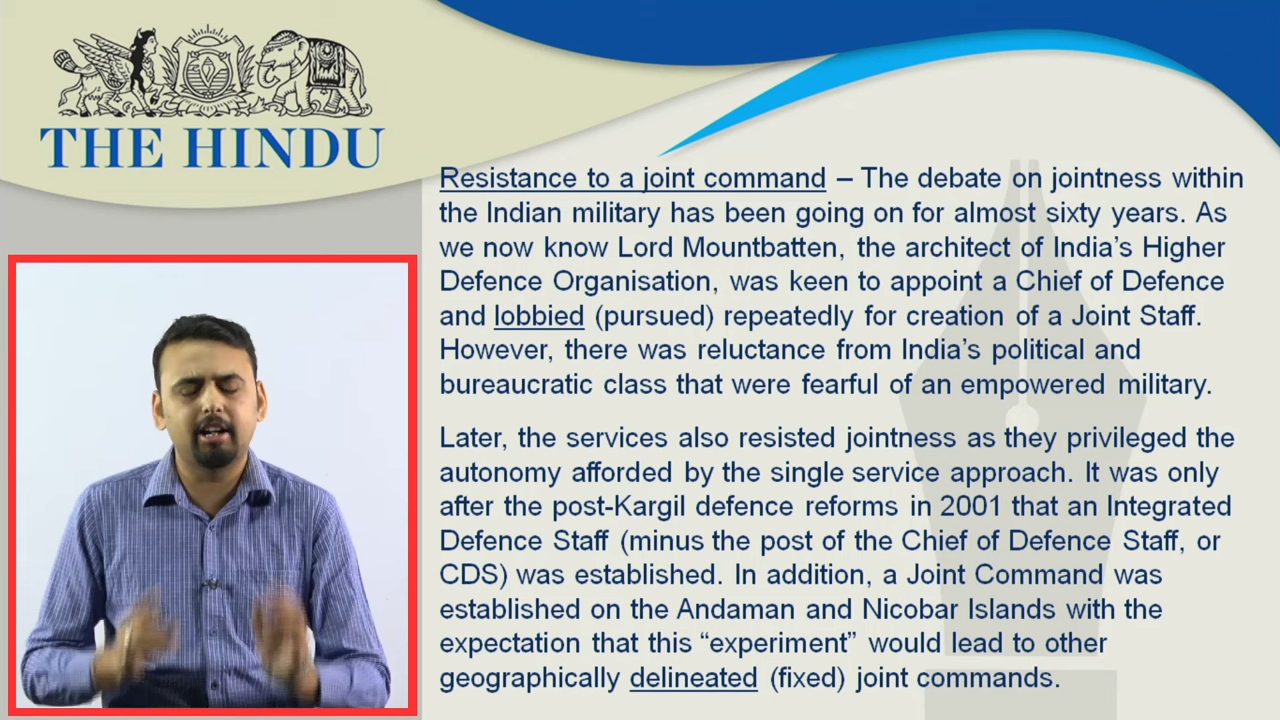 THE HINDU
Resistance to a joint command – The debate on jointness within
the Indian military has been going on for almost sixty years. As
we now know Lord Mountbatten, the architect of India’s Higher
Defence Organisation, was keen to appoint a Chief of Defence
and lobbied (pursued) repeatedly for creation of a Joint Staff.
However, there was reluctance from India’s political and
bureaucratic class that were fearful of an empowered military.
Later, the services also resisted jointness as they privileged the
autonomy afforded by the single service approach. It was only
after the post-Kargil defence reforms in 2001 that an Integrated
Defence Staff (minus the post of the Chief of Defence Staff, or
CDS) was established. In addition, a Joint Command was
established on the Andaman and Nicobar Islands with the
expectation that this “experiment” would lead to other
geographically delineated (fixed) joint commands.